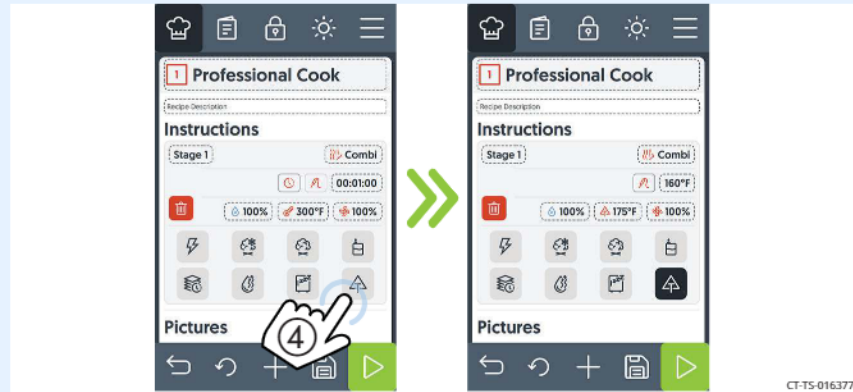 1 Professional Cook
Recipe Description
Instructions
Stage 1
Combi
00:01:00
100%
300°F
100%
Pictures
4
1 Professional Cook
Recipe Description
Instructions
Stage 1
Combi
160°F
100%
175°F
100%
Pictures
CT-TS-016377